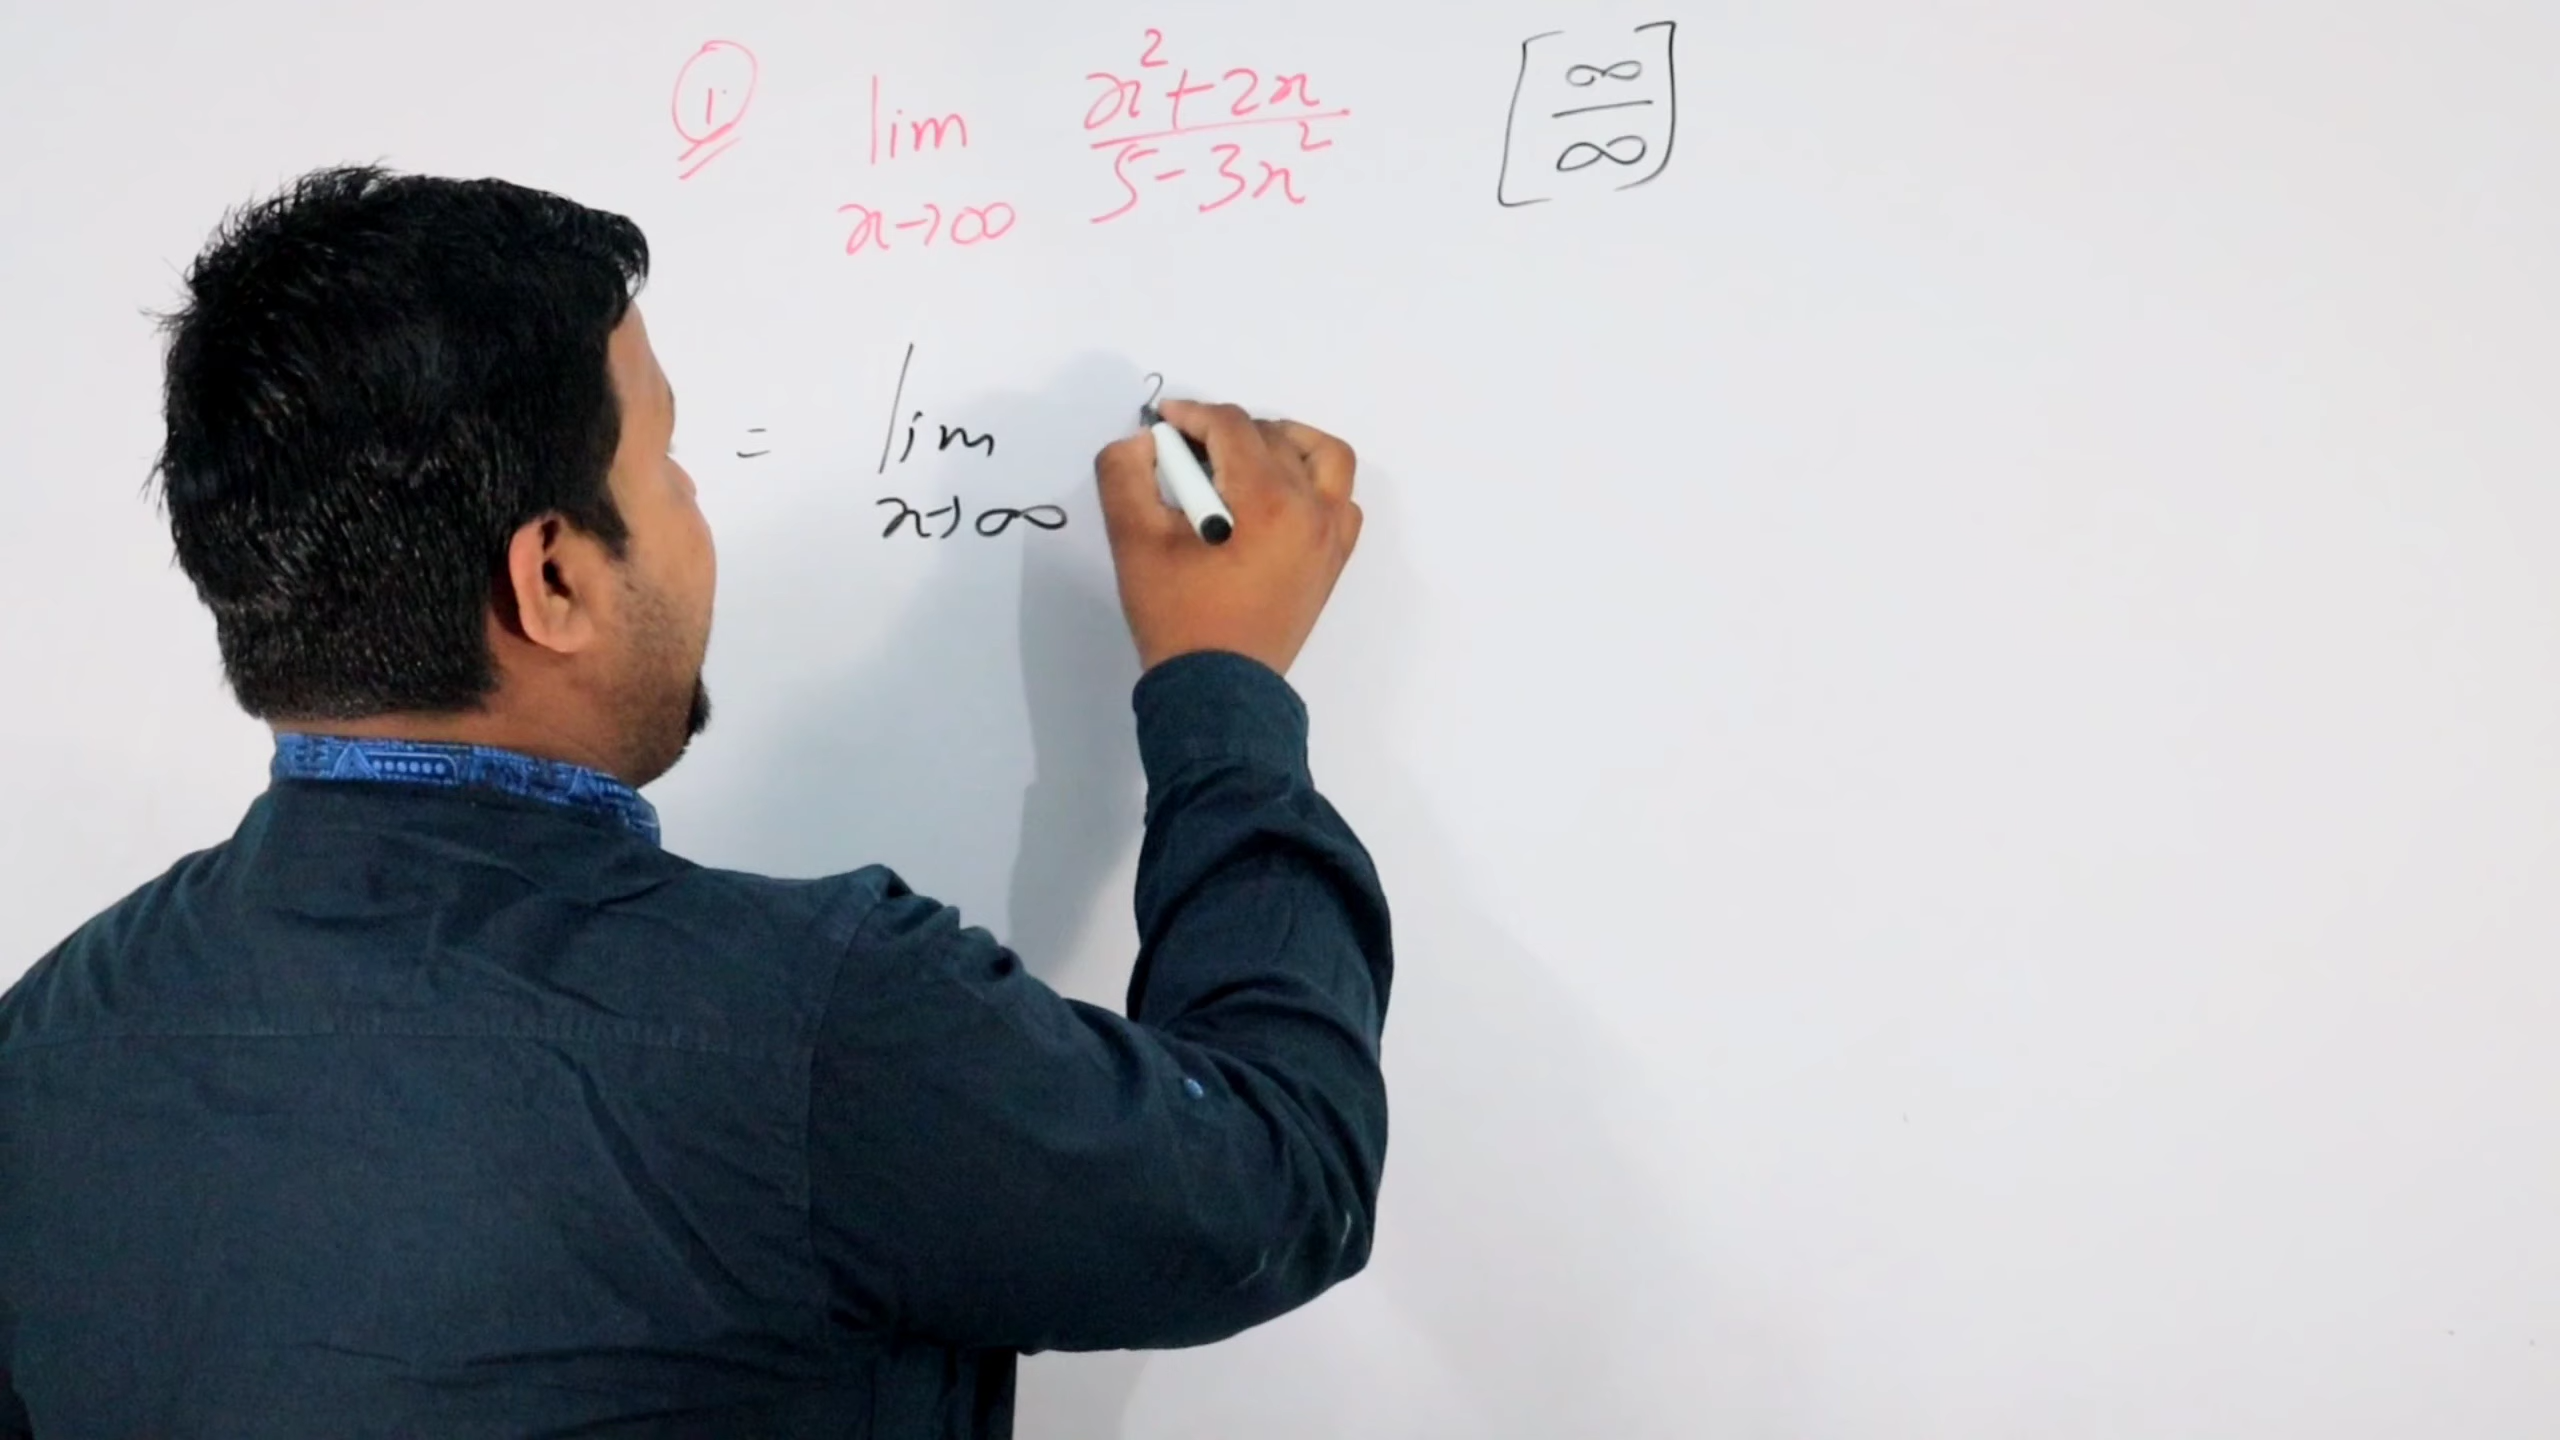 ① lim x→∞ (x²+2x)/(5-3x²) [∞/∞]
= lim x→∞